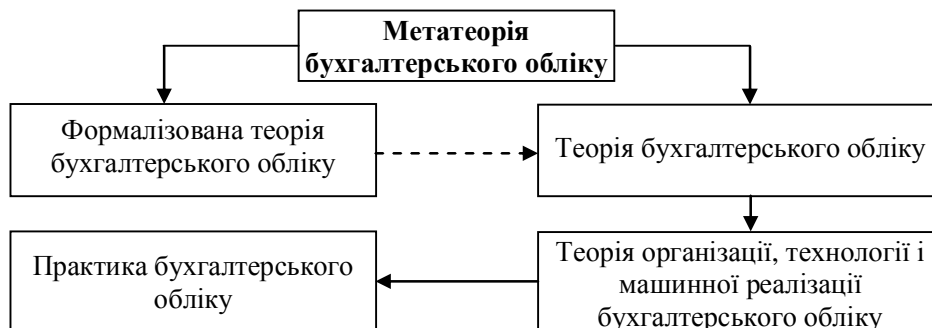 Метатеорія
бухгалтерського обліку
Формалізована теорія
бухгалтерського обліку
Теорія бухгалтерського обліку
Практика бухгалтерського
обліку
Теорія організації, технології і
машинної реалізації
бухгалтерського обліку